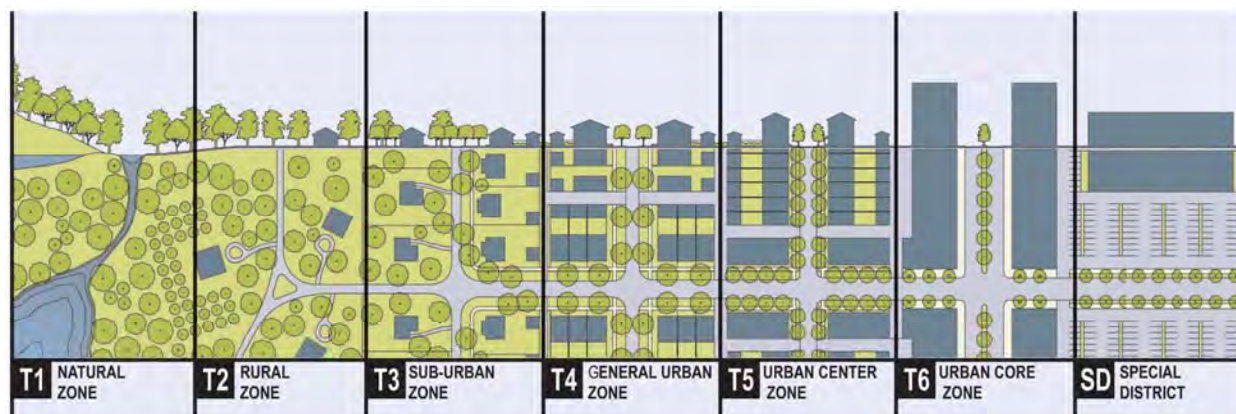 T1 NATURAL
ZONE
T2 RURAL
ZONE
T3 SUB-URBAN
ZONE
T4 GENERAL URBAN
ZONE
T5 URBAN CENTER
ZONE
T6 URBAN CORE
ZONE
SD SPECIAL
DISTRICT